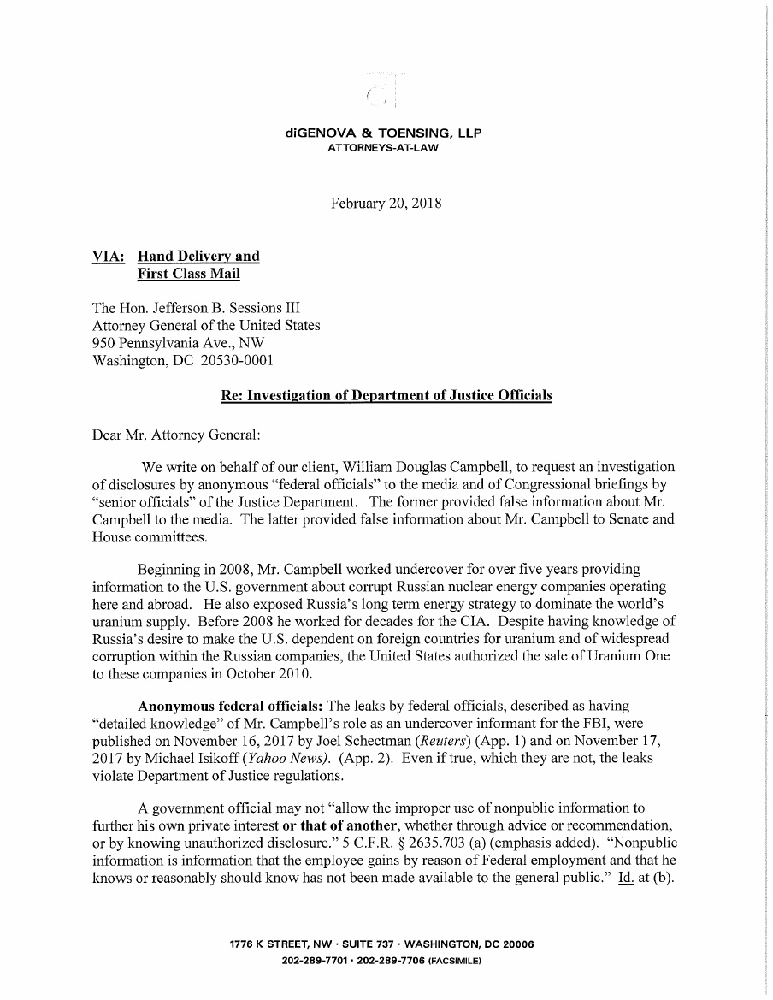 dT
diGENOVA & TOENSING, LLP
ATTORNEYS-AT-LAW
February 20, 2018
VIA: Hand Delivery and
First Class Mail
The Hon. Jefferson B. Sessions III
Attorney General of the United States
950 Pennsylvania Ave., NW
Washington, DC 20530-0001
Re: Investigation of Department of Justice Officials
Dear Mr. Attorney General:
We write on behalf of our client, William Douglas Campbell, to request an investigation
of disclosures by anonymous “federal officials” to the media and of Congressional briefings by
“senior officials” of the Justice Department. The former provided false information about Mr.
Campbell to the media. The latter provided false information about Mr. Campbell to Senate and
House committees.
Beginning in 2008, Mr. Campbell worked undercover for over five years providing
information to the U.S. government about corrupt Russian nuclear energy companies operating
here and abroad. He also exposed Russia’s long term energy strategy to dominate the world’s
uranium supply. Before 2008 he worked for decades for the CIA. Despite having knowledge of
Russia’s desire to make the U.S. dependent on foreign countries for uranium and of widespread
corruption within the Russian companies, the United States authorized the sale of Uranium One
to these companies in October 2010.
Anonymous federal officials: The leaks by federal officials, described as having
“detailed knowledge” of Mr. Campbell’s role as an undercover informant for the FBI, were
published on November 16, 2017 by Joel Schectman (Reuters) (App. 1) and on November 17,
2017 by Michael Isikoff (Yahoo News). (App. 2). Even if true, which they are not, the leaks
violate Department of Justice regulations.
A government official may not “allow the improper use of nonpublic information to
further his own private interest or that of another, whether through advice or recommendation,
or by knowing unauthorized disclosure.” 5 C.F.R. § 2635.703 (a) (emphasis added). “Nonpublic
information is information that the employee gains by reason of Federal employment and that he
knows or reasonably should know has not been made available to the general public.” Id. at (b).
1776 K STREET, NW · SUITE 737 · WASHINGTON, DC 20006
202-289-7701 · 202-289-7706 (FACSIMILE)